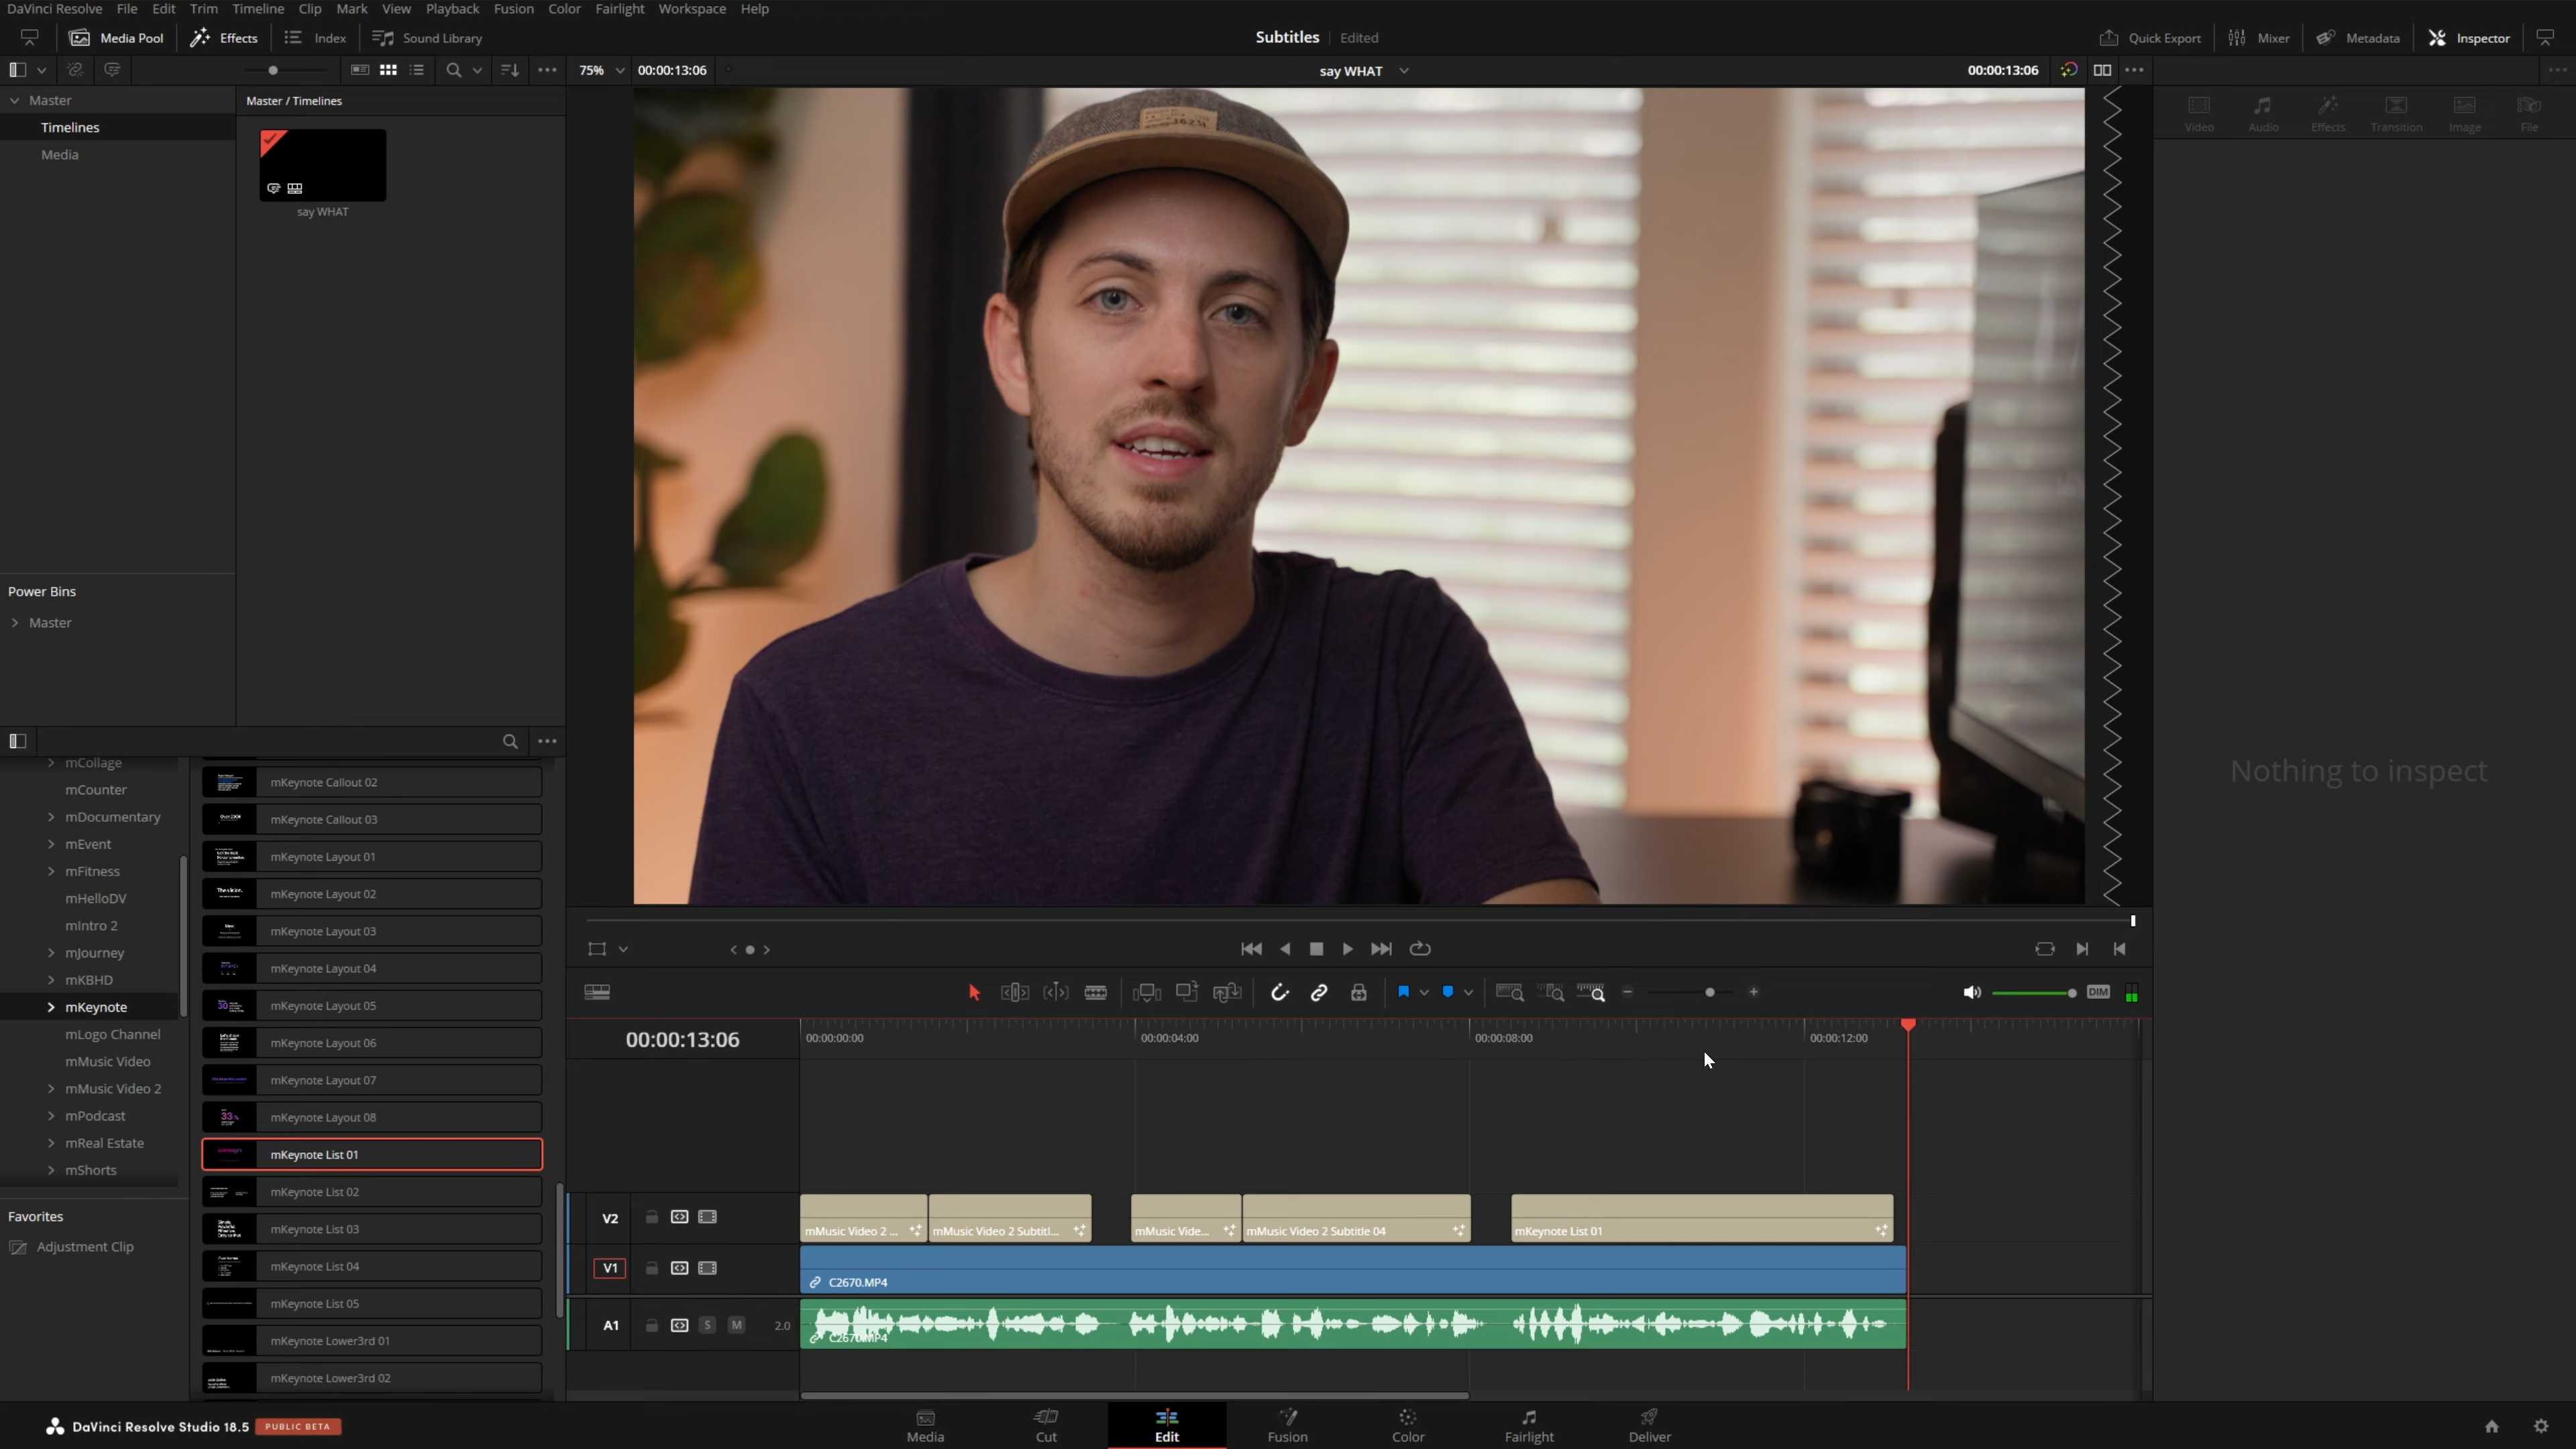 DaVinci Resolve File Edit Trim Timeline Clip Mark View Playback Fusion Color Fairlight Workspace Help
Media Pool Effects Index Sound Library Subtitles Edited Quick Export Mixer Metadata Inspector
75% 00:00:13:06 say WHAT 00:00:13:06
Master
Timelines
Media
Master / Timelines
say WHAT
Video Audio Effects Transition Image File
Power Bins
Master
Nothing to inspect
mCollage
mCounter
mDocumentary
mEvent
mFitness
mHelloDV
mIntro 2
mJourney
mKBHD
mKeynote
mLogo Channel
mMusic Video
mMusic Video 2
mPodcast
mReal Estate
mShorts
Favorites
Adjustment Clip
mKeynote Callout 02
mKeynote Callout 03
mKeynote Layout 01
mKeynote Layout 02
mKeynote Layout 03
mKeynote Layout 04
mKeynote Layout 05
mKeynote Layout 06
mKeynote Layout 07
mKeynote Layout 08
mKeynote List 01
mKeynote List 02
mKeynote List 03
mKeynote List 04
mKeynote List 05
mKeynote Lower3rd 01
mKeynote Lower3rd 02
DIM
00:00:13:06 00:00:00:00 00:00:04:00 00:00:08:00 00:00:12:00
V2 mMusic Video 2 ... mMusic Video 2 Subtitl... mMusic Vide... mMusic Video 2 Subtitle 04 mKeynote List 01
V1 C2670.MP4
A1 S M 2.0 C2670.MP4
DaVinci Resolve Studio 18.5 PUBLIC BETA
Media Cut Edit Fusion Color Fairlight Deliver